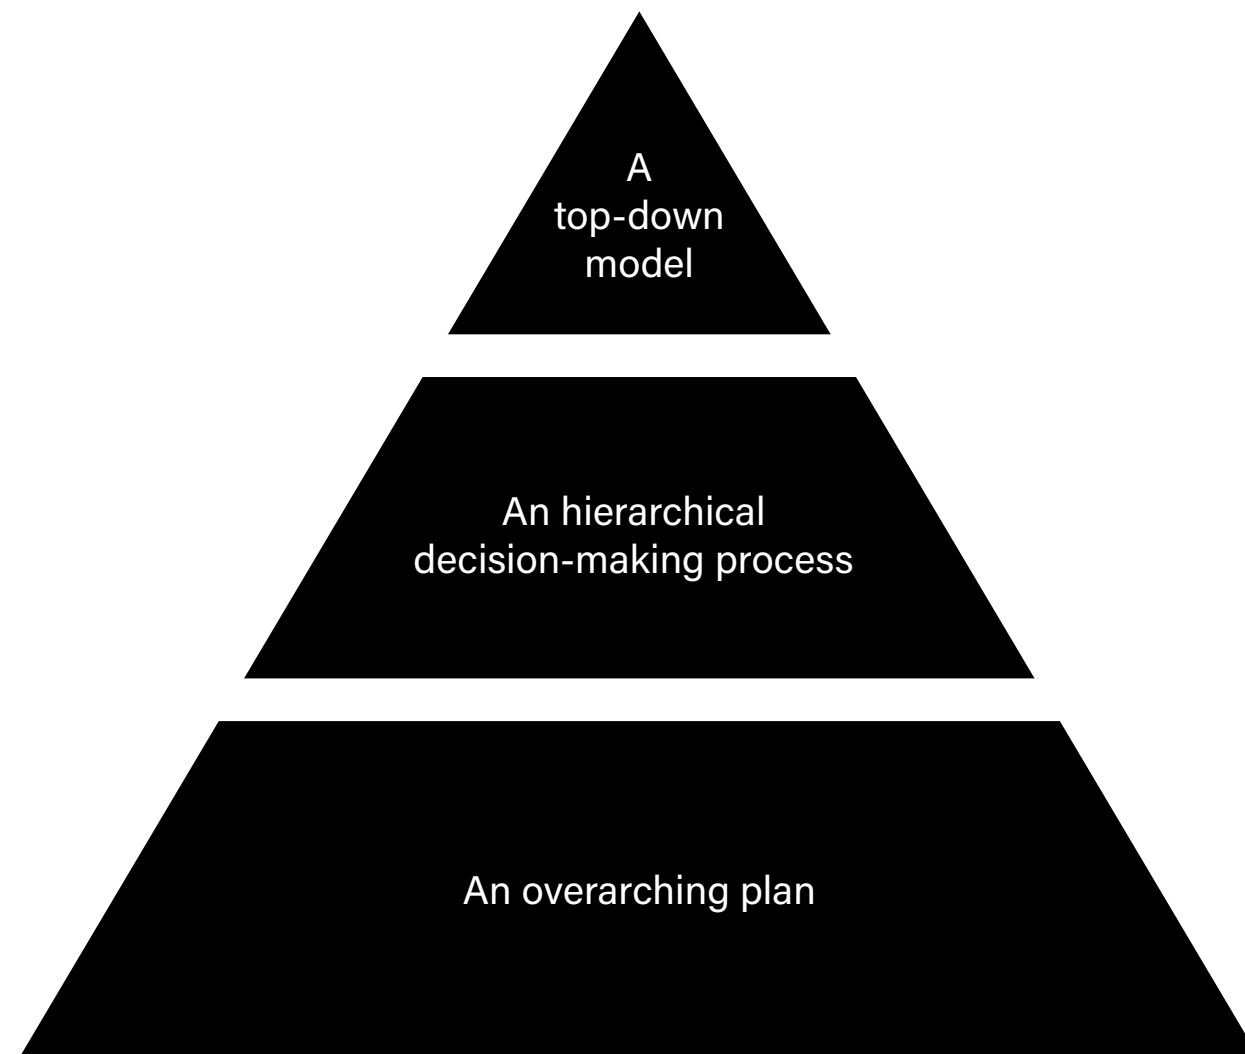 A
top-down
model
An hierarchical
decision-making process
An overarching plan